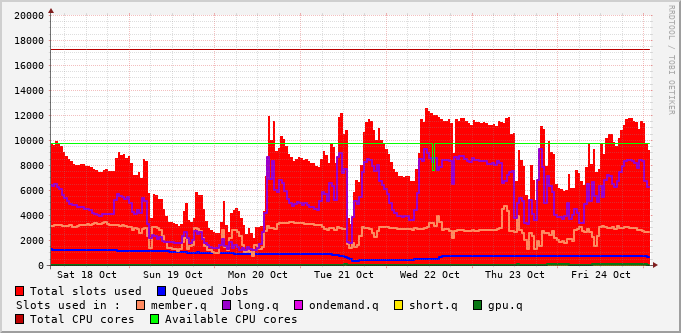 20000
18000
16000
14000
12000
10000
8000
6000
4000
2000
0
Sat 18 Oct Sun 19 Oct Mon 20 Oct Tue 21 Oct Wed 22 Oct Thu 23 Oct Fri 24 Oct
RRDTOOL / TOBI OETIKER
Total slots used Queued Jobs
Slots used in : member.q long.q ondemand.q short.q gpu.q
Total CPU cores Available CPU cores